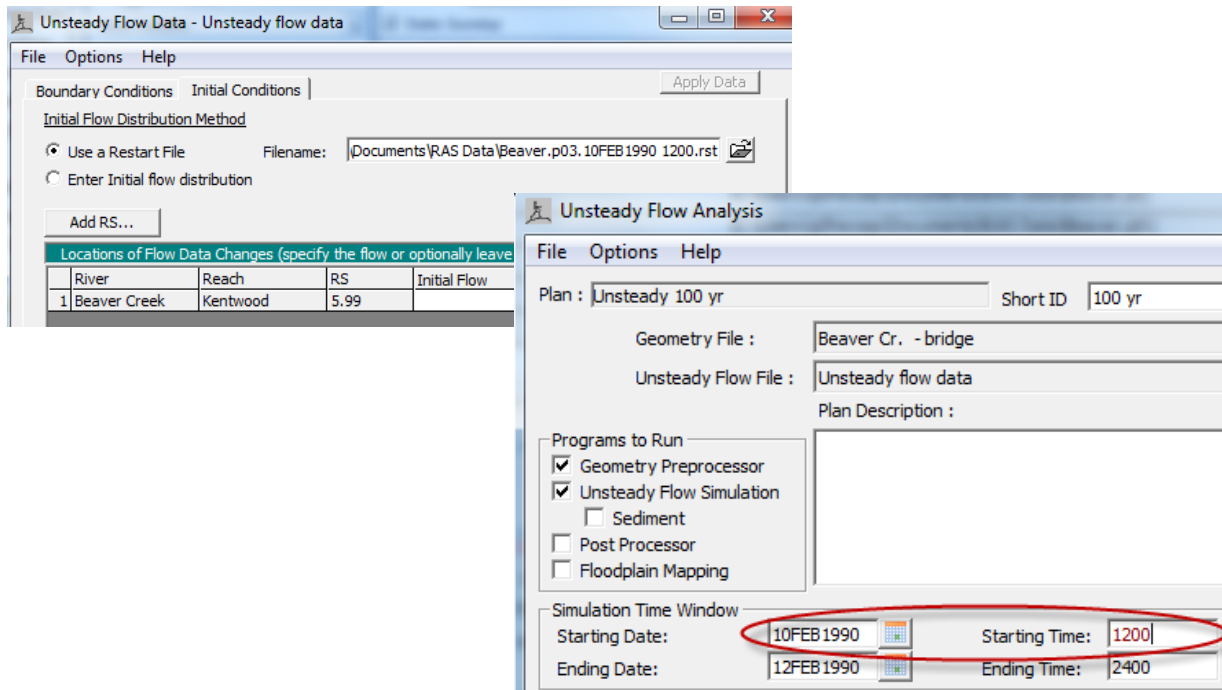 Unsteady Flow Data - Unsteady flow data
File Options Help
Boundary Conditions Initial Conditions Apply Data
Initial Flow Distribution Method
Use a Restart File Filename: \Documents\RAS Data\Beaver.p03.10FEB1990 1200.rst
Enter Initial flow distribution
Add RS...
Locations of Flow Data Changes (specify the flow or optionally leave
River Reach RS Initial Flow
1 Beaver Creek Kentwood 5.99
Unsteady Flow Analysis
File Options Help
Plan : Unsteady 100 yr Short ID 100 yr
Geometry File : Beaver Cr. - bridge
Unsteady Flow File : Unsteady flow data
Plan Description :
Programs to Run
Geometry Preprocessor
Unsteady Flow Simulation
Sediment
Post Processor
Floodplain Mapping
Simulation Time Window
Starting Date: 10FEB1990 Starting Time: 1200
Ending Date: 12FEB1990 Ending Time: 2400